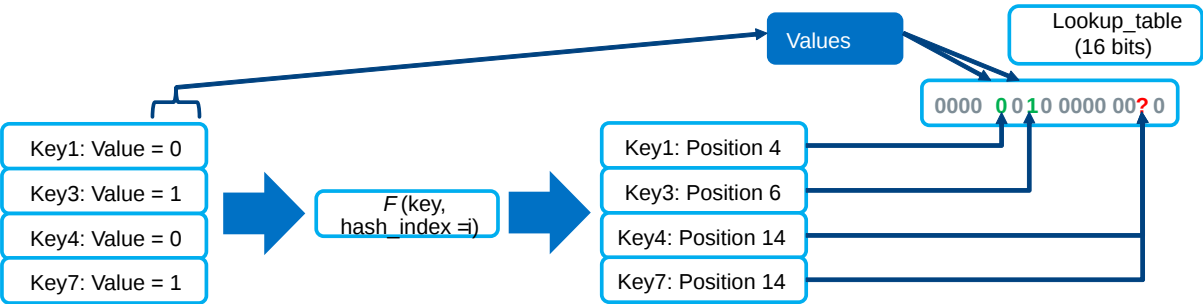 Lookup_table
(16 bits)
Values
0000 0 0 1 0 0000 00 ? 0
Key1: Value = 0
Key3: Value = 1
Key4: Value = 0
Key7: Value = 1
F (key,
hash_index =i)
Key1: Position 4
Key3: Position 6
Key4: Position 14
Key7: Position 14